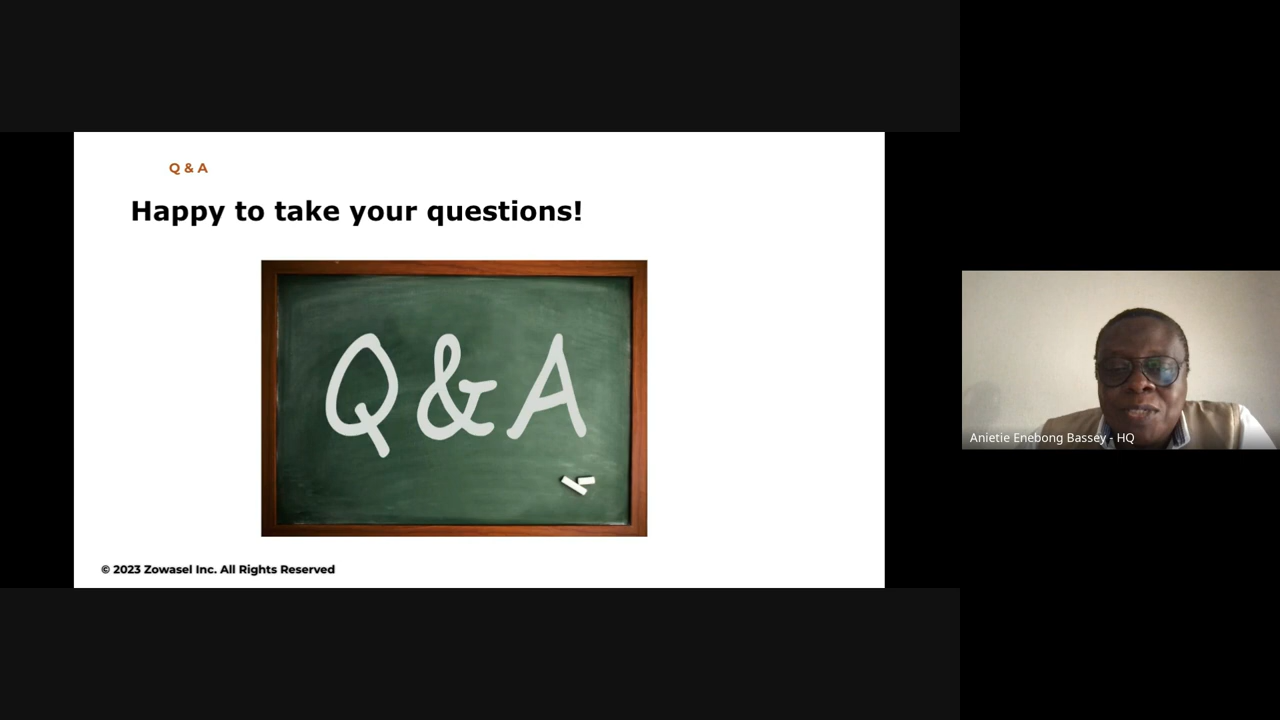 Q & A
Happy to take your questions!
Q & A
© 2023 Zowasel Inc. All Rights Reserved
Anietie Enebong Bassey - HQ